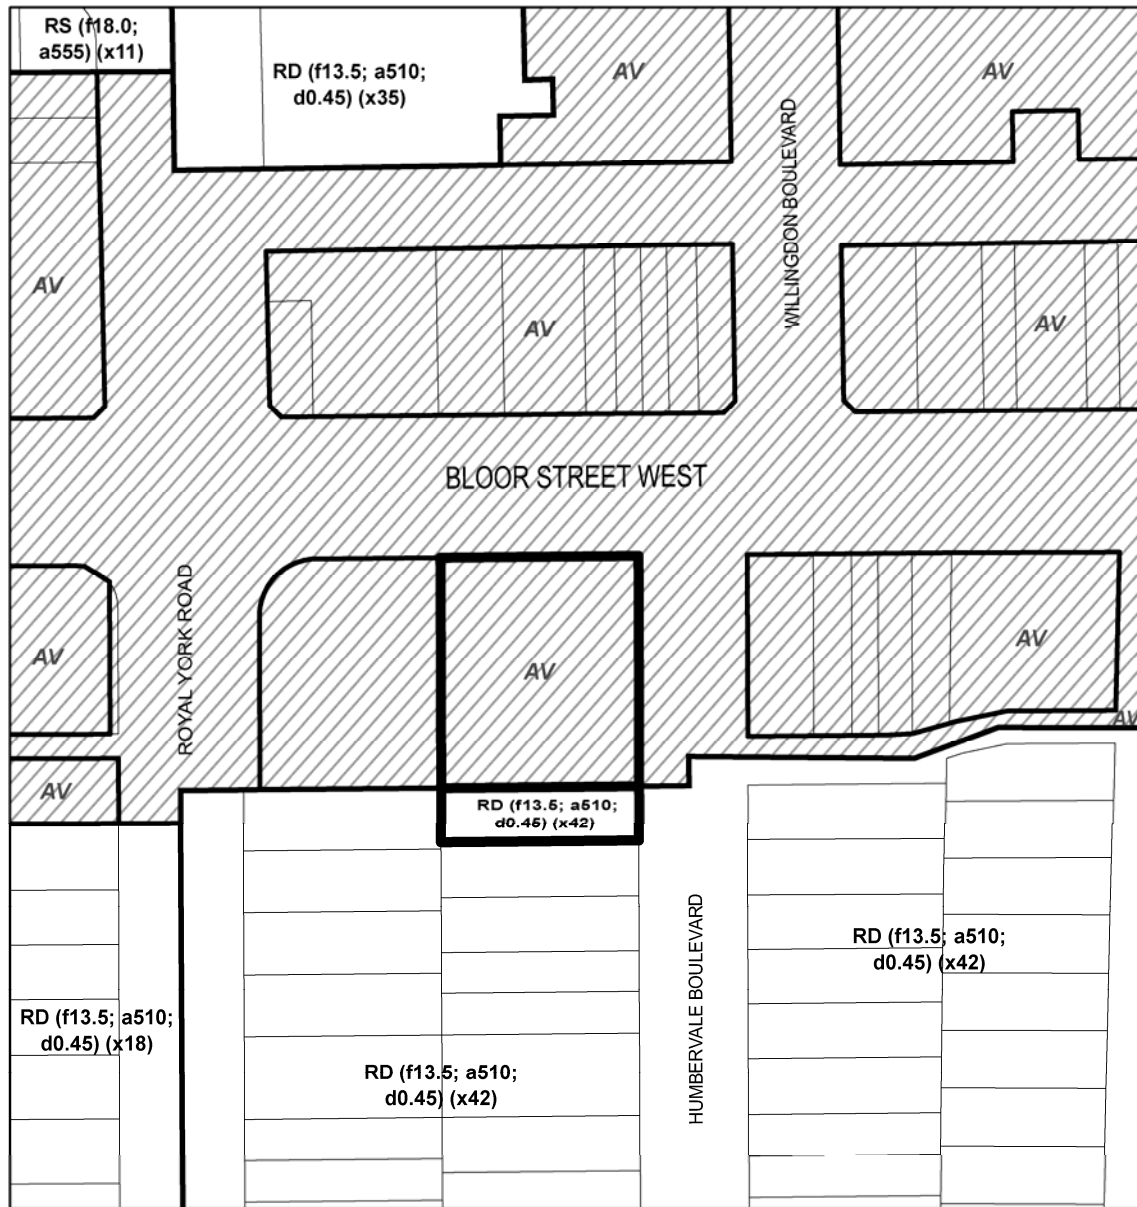 RS (f18.0;
a555) (x11)
RD (f13.5; a510;
d0.45) (x35)
AV
AV
WILLINGDON BOULEVARD
AV
AV
AV
BLOOR STREET WEST
ROYAL YORK ROAD
AV
AV
AV
AV
AV
RD (f13.5; a510;
d0.45) (x42)
HUMBERVALE BOULEVARD
RD (f13.5; a510;
d0.45) (x42)
RD (f13.5; a510;
d0.45) (x18)
RD (f13.5; a510;
d0.45) (x42)